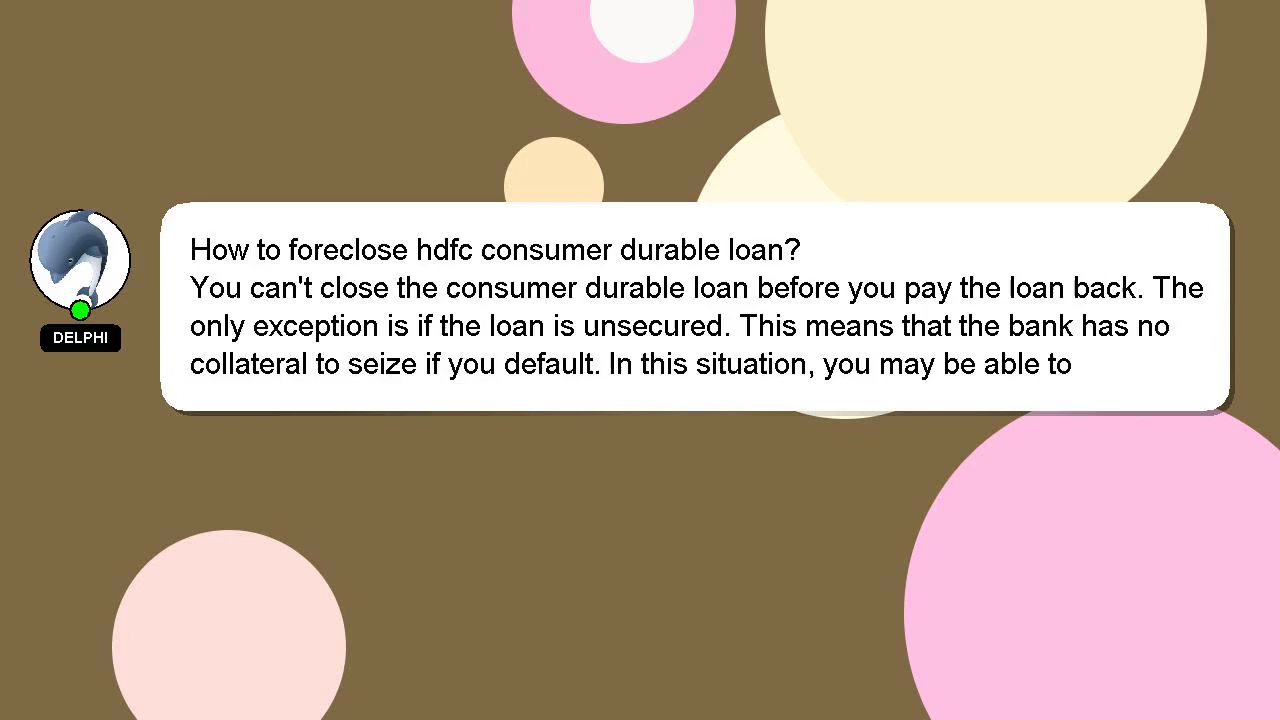 How to foreclose hdfc consumer durable loan?
You can't close the consumer durable loan before you pay the loan back. The
only exception is if the loan is unsecured. This means that the bank has no
collateral to seize if you default. In this situation, you may be able to
DELPHI